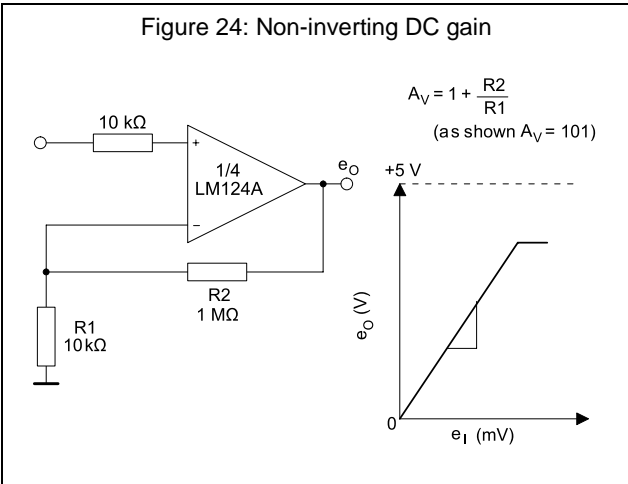 Figure 24: Non-inverting DC gain
A_V = 1 + R2
R1
(as shown A_V = 101)
10 kΩ
+
1/4
LM124A
−
e_O
+5 V
R2
1 MΩ
R1
10kΩ
e_O (V)
0
e_I (mV)